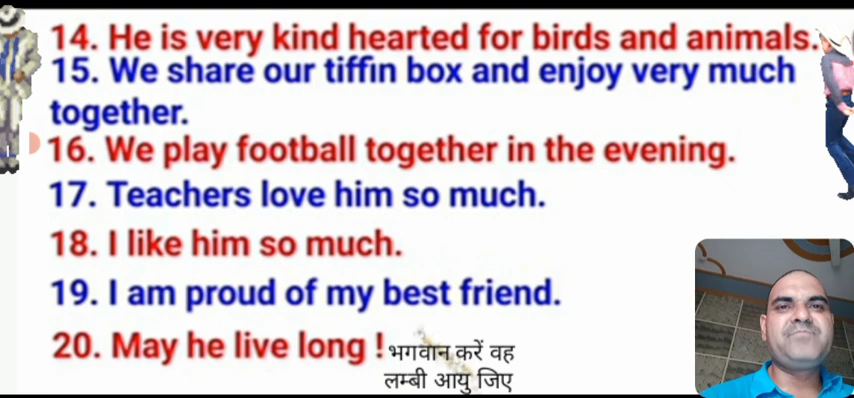 14. He is very kind hearted for birds and animals.
15. We share our tiffin box and enjoy very much
together.
16. We play football together in the evening.
17. Teachers love him so much.
18. I like him so much.
19. I am proud of my best friend.
20. May he live long ! भगवान करें वह
लम्बी आयु जिए